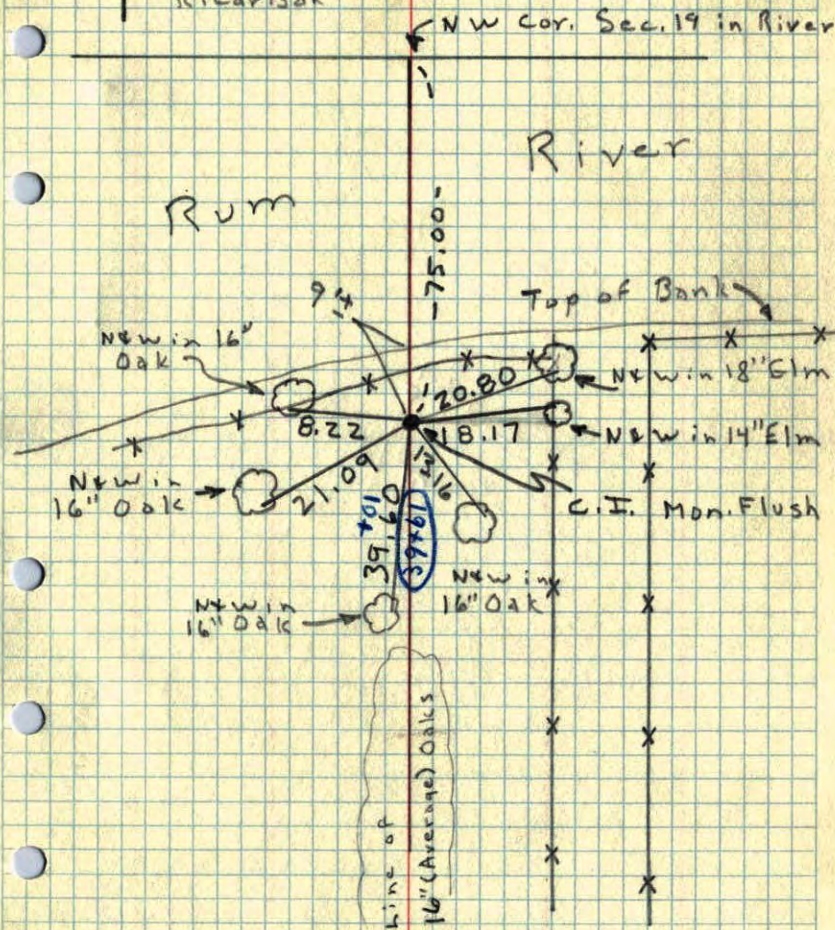 NW Cor. Sec. 19 in River
River
Rum
-75.00-
9'±
Top of Bank
N&W in 16"
Oak
20.80
N&W in 18" Elm
8.22
18.17
N&W in 14" Elm
21.09
13.16
N&W in
16" Oak
C.I. Mon. Flush
39.60
N&W in
16" Oak
N&W in
16" Oak
Line of
16" (Average) Oaks